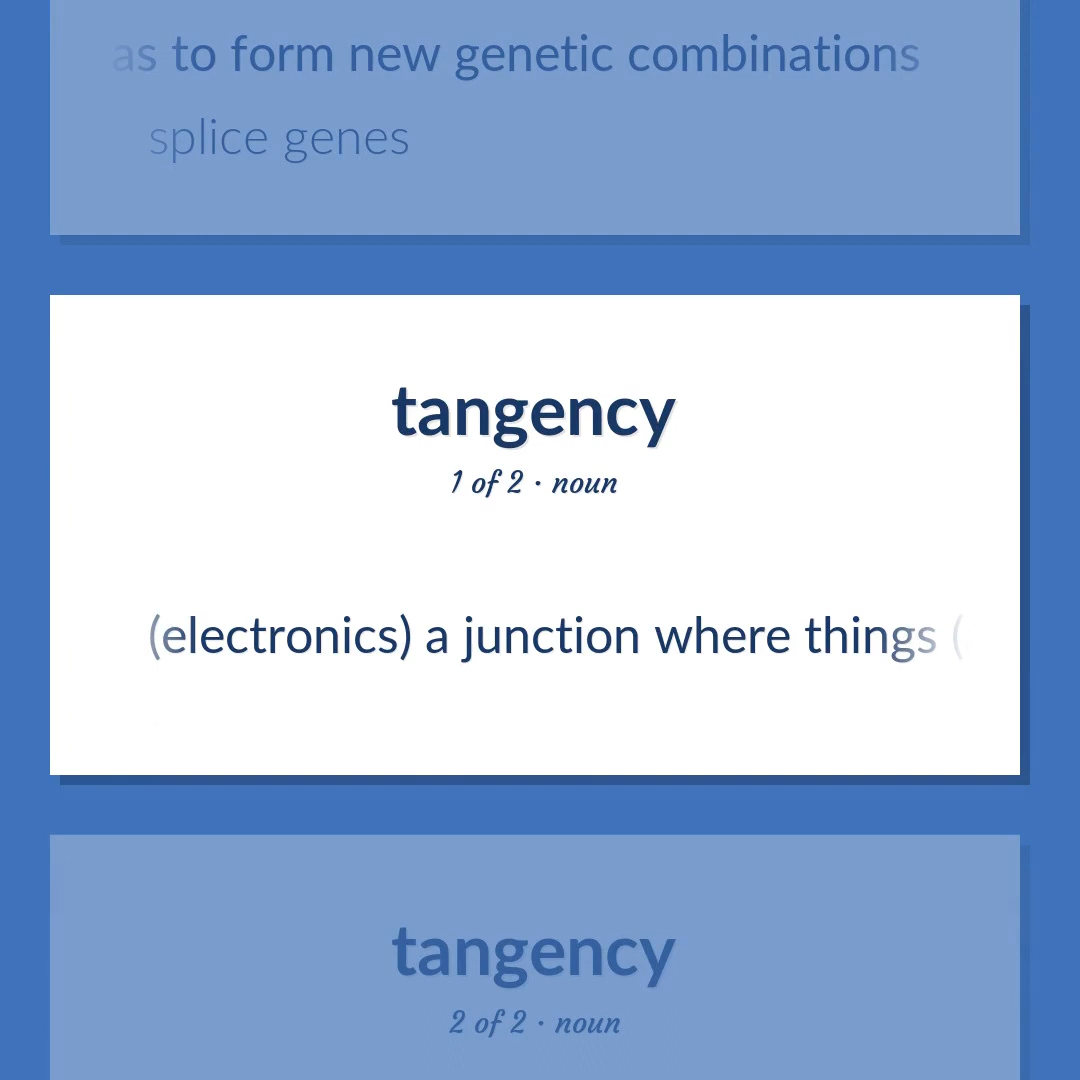 as to form new genetic combinations
splice genes
tangency
1 of 2 · noun
(electronics) a junction where things (
tangency
2 of 2 · noun